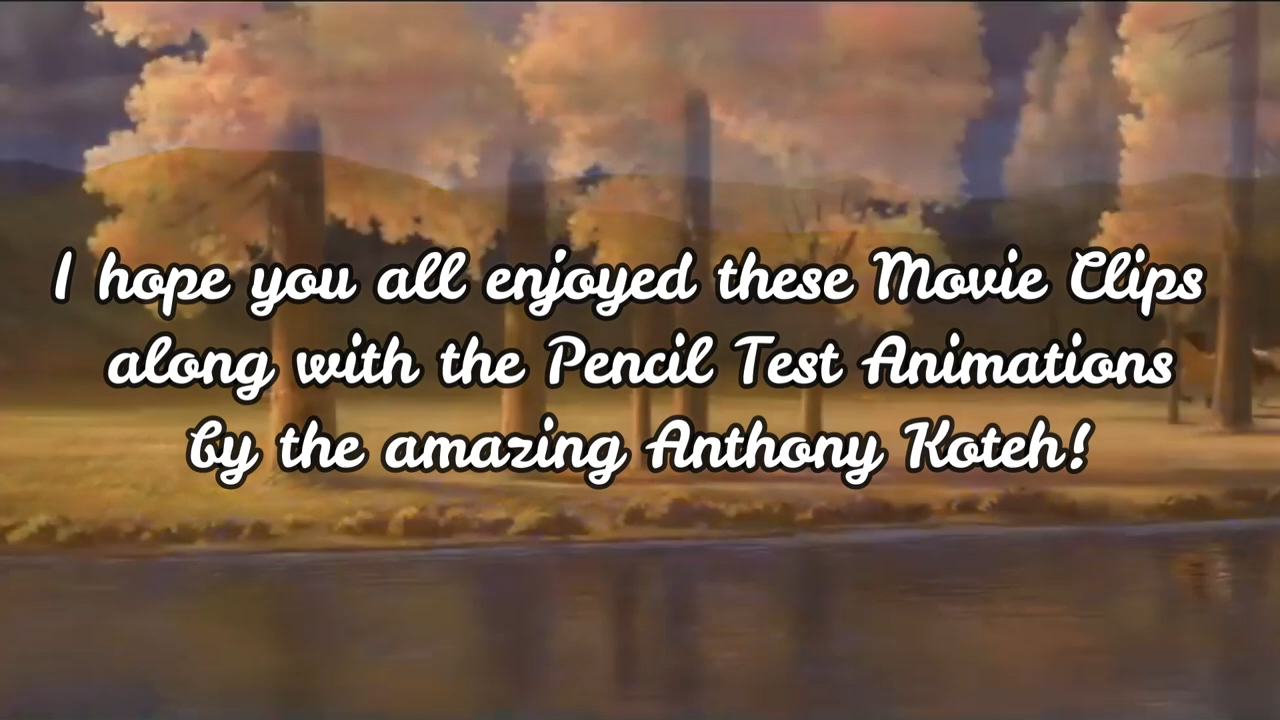 I hope you all enjoyed these Movie Clips
along with the Pencil Test Animations
by the amazing Anthony Koteh!